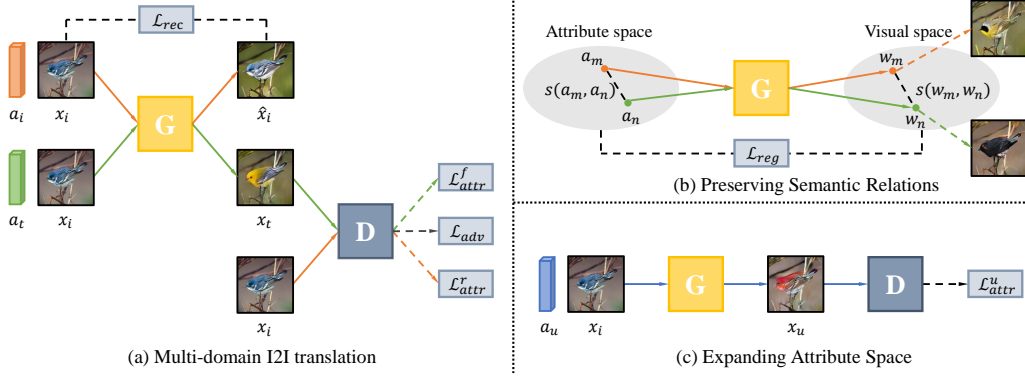 ℒ_rec
a_i
x_i
G
x̂_i
a_t
x_i
x_t
D
ℒ^f_attr
ℒ_adv
ℒ^r_attr
x_i
(a) Multi-domain I2I translation
Attribute space
Visual space
a_m
w_m
s(a_m, a_n)
G
s(w_m, w_n)
a_n
w_n
ℒ_reg
(b) Preserving Semantic Relations
G
D
ℒ^u_attr
a_u
x_i
x_u
(c) Expanding Attribute Space